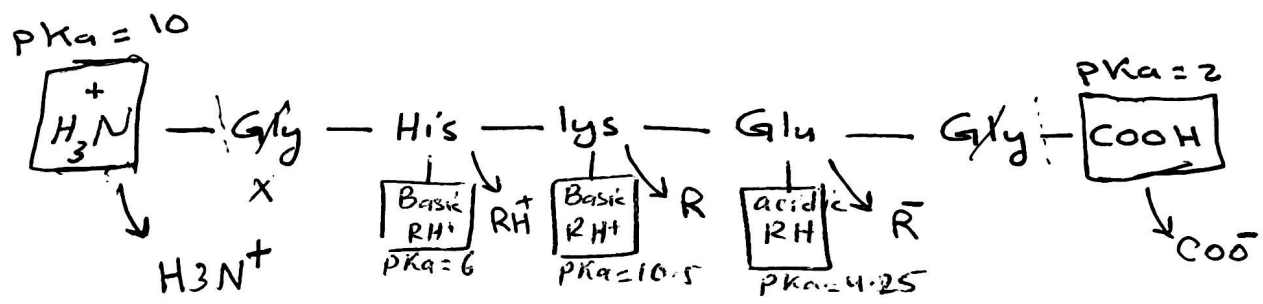 pKa = 10
pKa = 2
H₃N⁺ — Gly — His — lys — Glu — Gly — COOH
x
Basic RH⁺
RH⁺
Basic RH⁺
R
acidic RH
R⁻
pKa = 6
pKa = 10.5
pKa = 4.25
H3N⁺
COO⁻